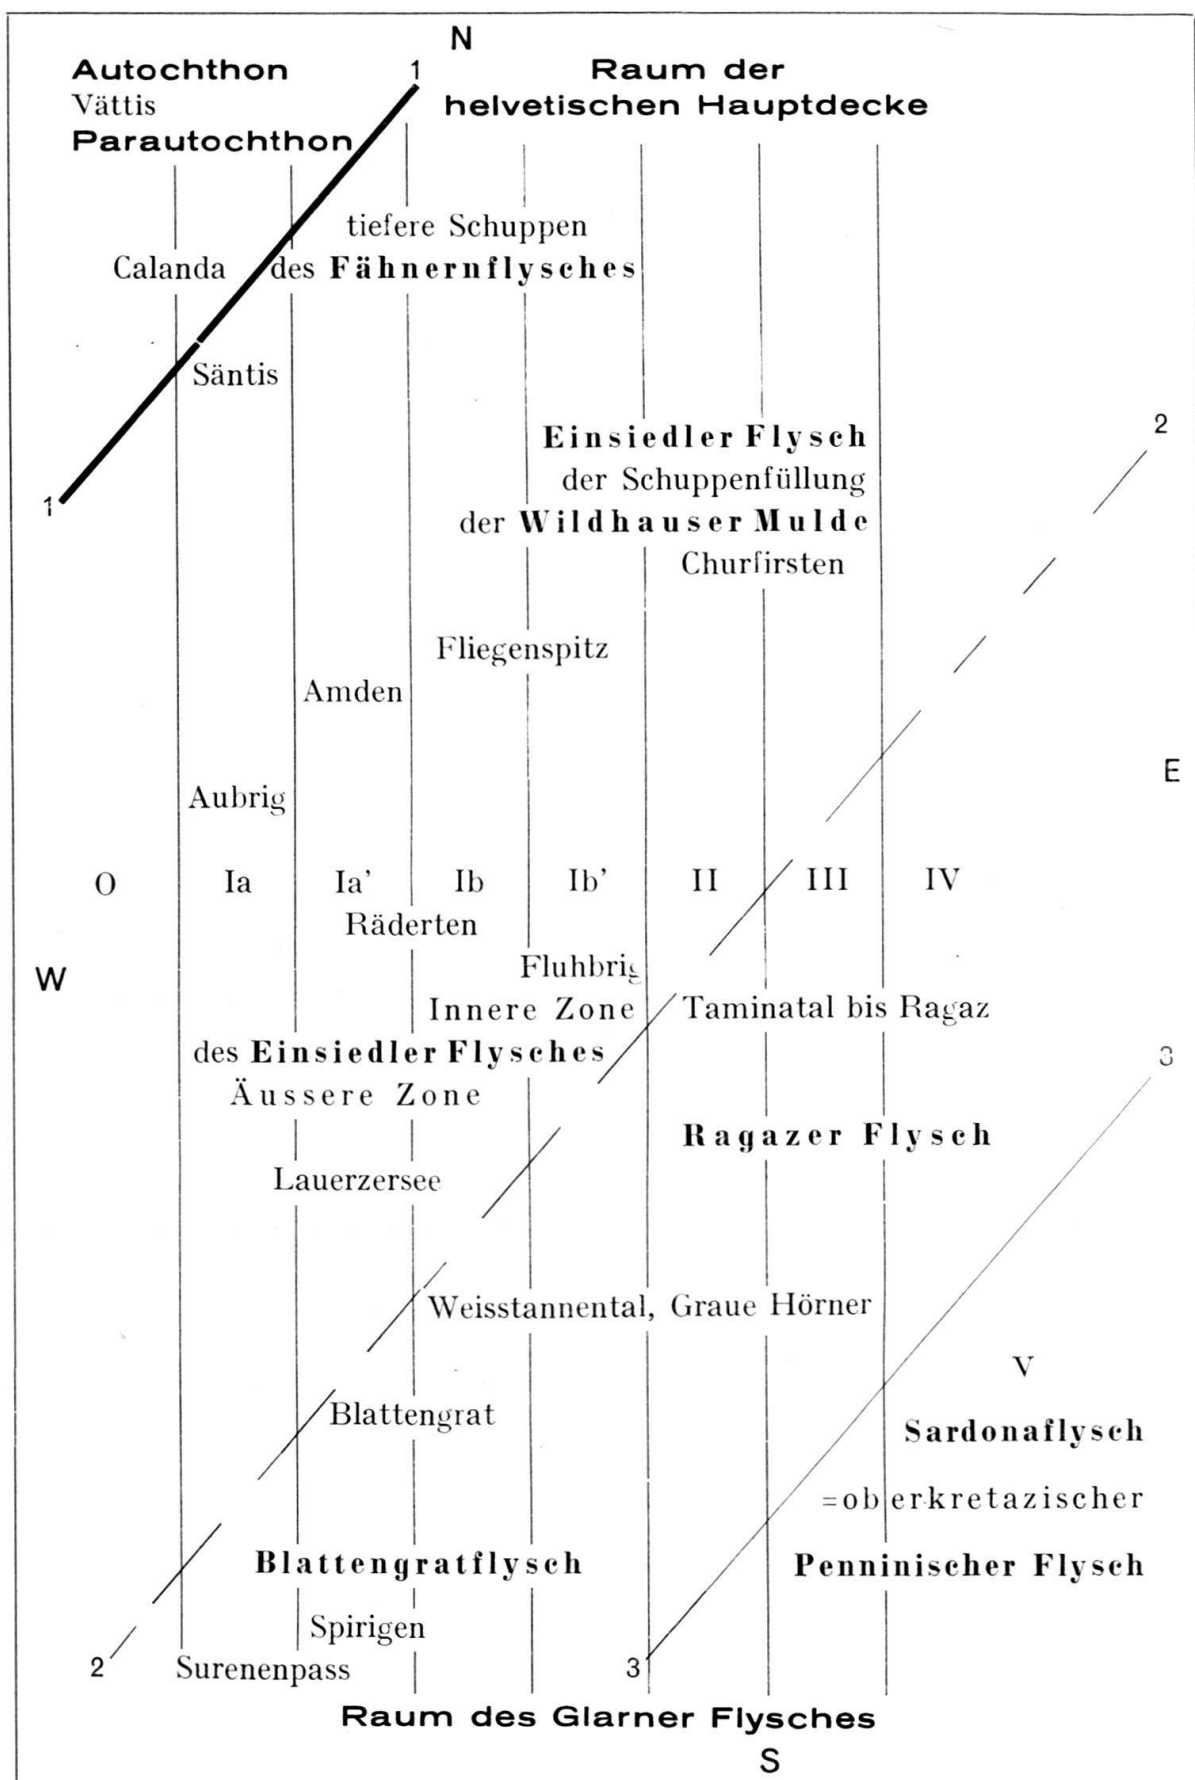 N
Autochthon
Vättis
Parautochthon
1
Raum der
helvetischen Hauptdecke
tiefere Schuppen
Calanda
des Fähnernflysches
Säntis
1
2
Einsiedler Flysch
der Schuppenfüllung
der Wildhauser Mulde
Churfirsten
Fliegenspitz
Amden
E
Aubrig
O Ia Ia' Ib Ib' II III IV
Räderten
W
Fluhbrig
Innere Zone
Taminatal bis Ragaz
des Einsiedler Flysches
3
Äussere Zone
Ragazer Flysch
Lauerzersee
Weisstannental, Graue Hörner
V
Blattengrat
Sardonaflysch
=oberkretazischer
Blattengratflysch
Penninischer Flysch
Spirigen
2
Surenenpass
3
Raum des Glarner Flysches
S